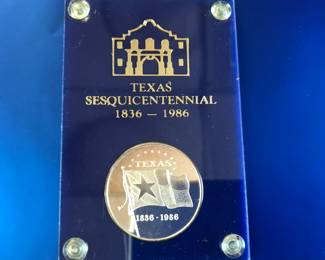 TEXAS
SESQUICENTENNIAL
1836 — 1986
TEXAS
1836 - 1986